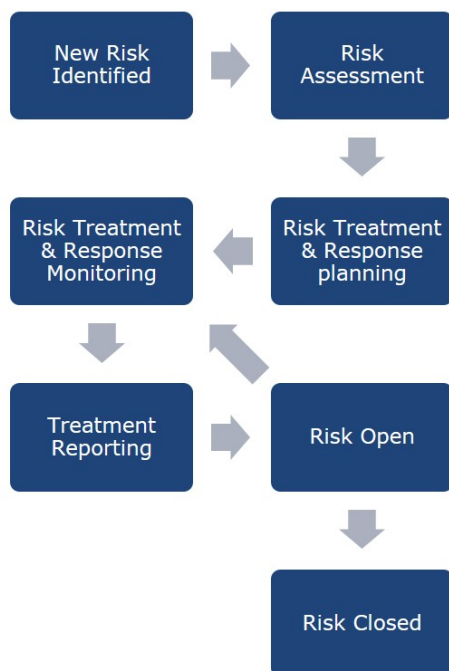 New Risk
Identified
Risk
Assessment
Risk Treatment
& Response
Monitoring
Risk Treatment
& Response
planning
Treatment
Reporting
Risk Open
Risk Closed